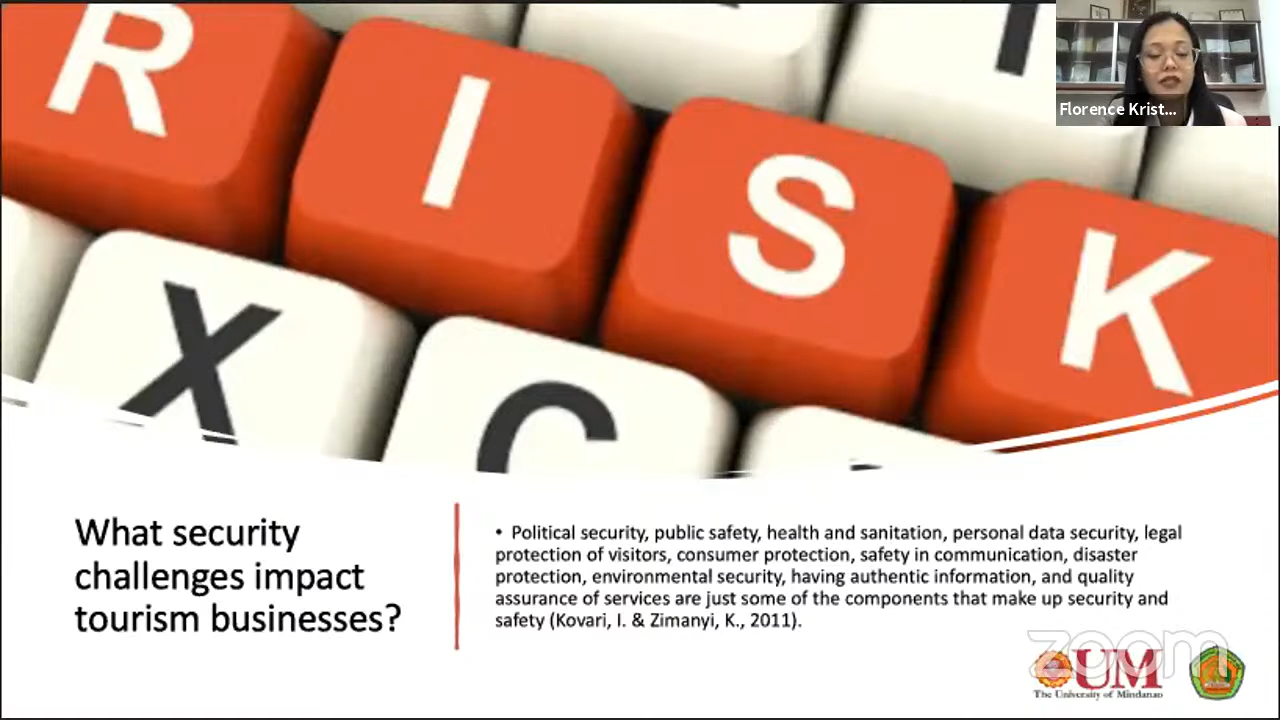 R I S K
X C
I
Florence Krist...
What security
challenges impact
tourism businesses?
• Political security, public safety, health and sanitation, personal data security, legal
protection of visitors, consumer protection, safety in communication, disaster
protection, environmental security, having authentic information, and quality
assurance of services are just some of the components that make up security and
safety (Kovari, I. & Zimanyi, K., 2011).
zoom
UM
The University of Mindanao